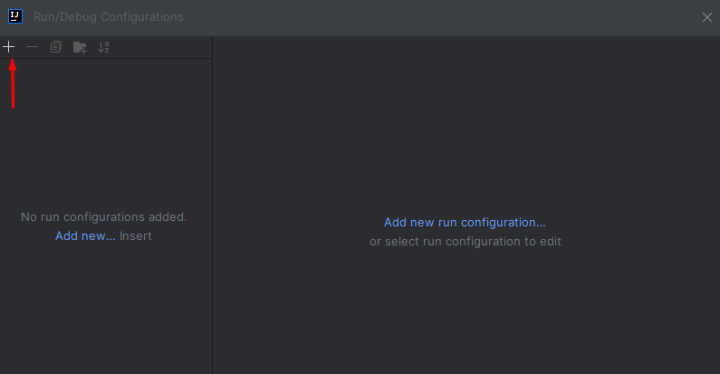 IJ
Run/Debug Configurations
No run configurations added.
Add new... Insert
Add new run configuration...
or select run configuration to edit